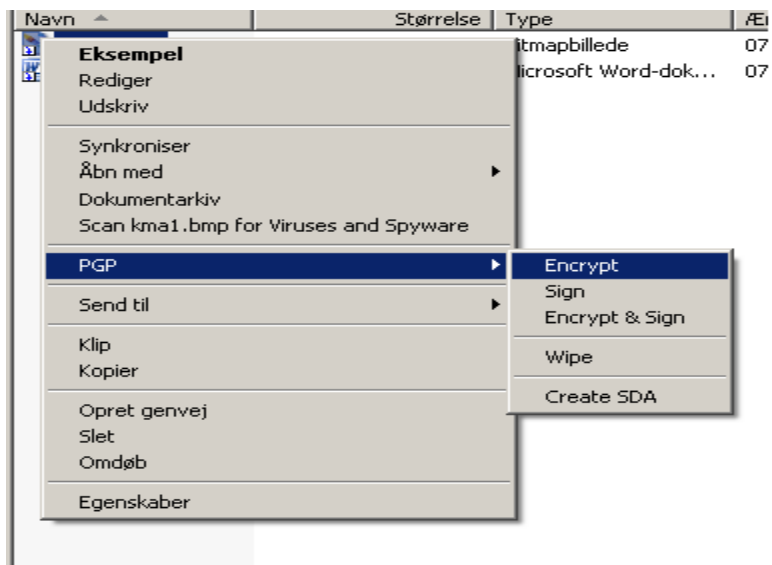 Navn Størrelse Type
itmapbillede 07
licrosoft Word-dok... 07
Eksempel
Rediger
Udskriv
Synkroniser
Åbn med
Dokumentarkiv
Scan kma1.bmp for Viruses and Spyware
PGP
Send til
Klip
Kopier
Opret genvej
Slet
Omdøb
Egenskaber
Encrypt
Sign
Encrypt & Sign
Wipe
Create SDA